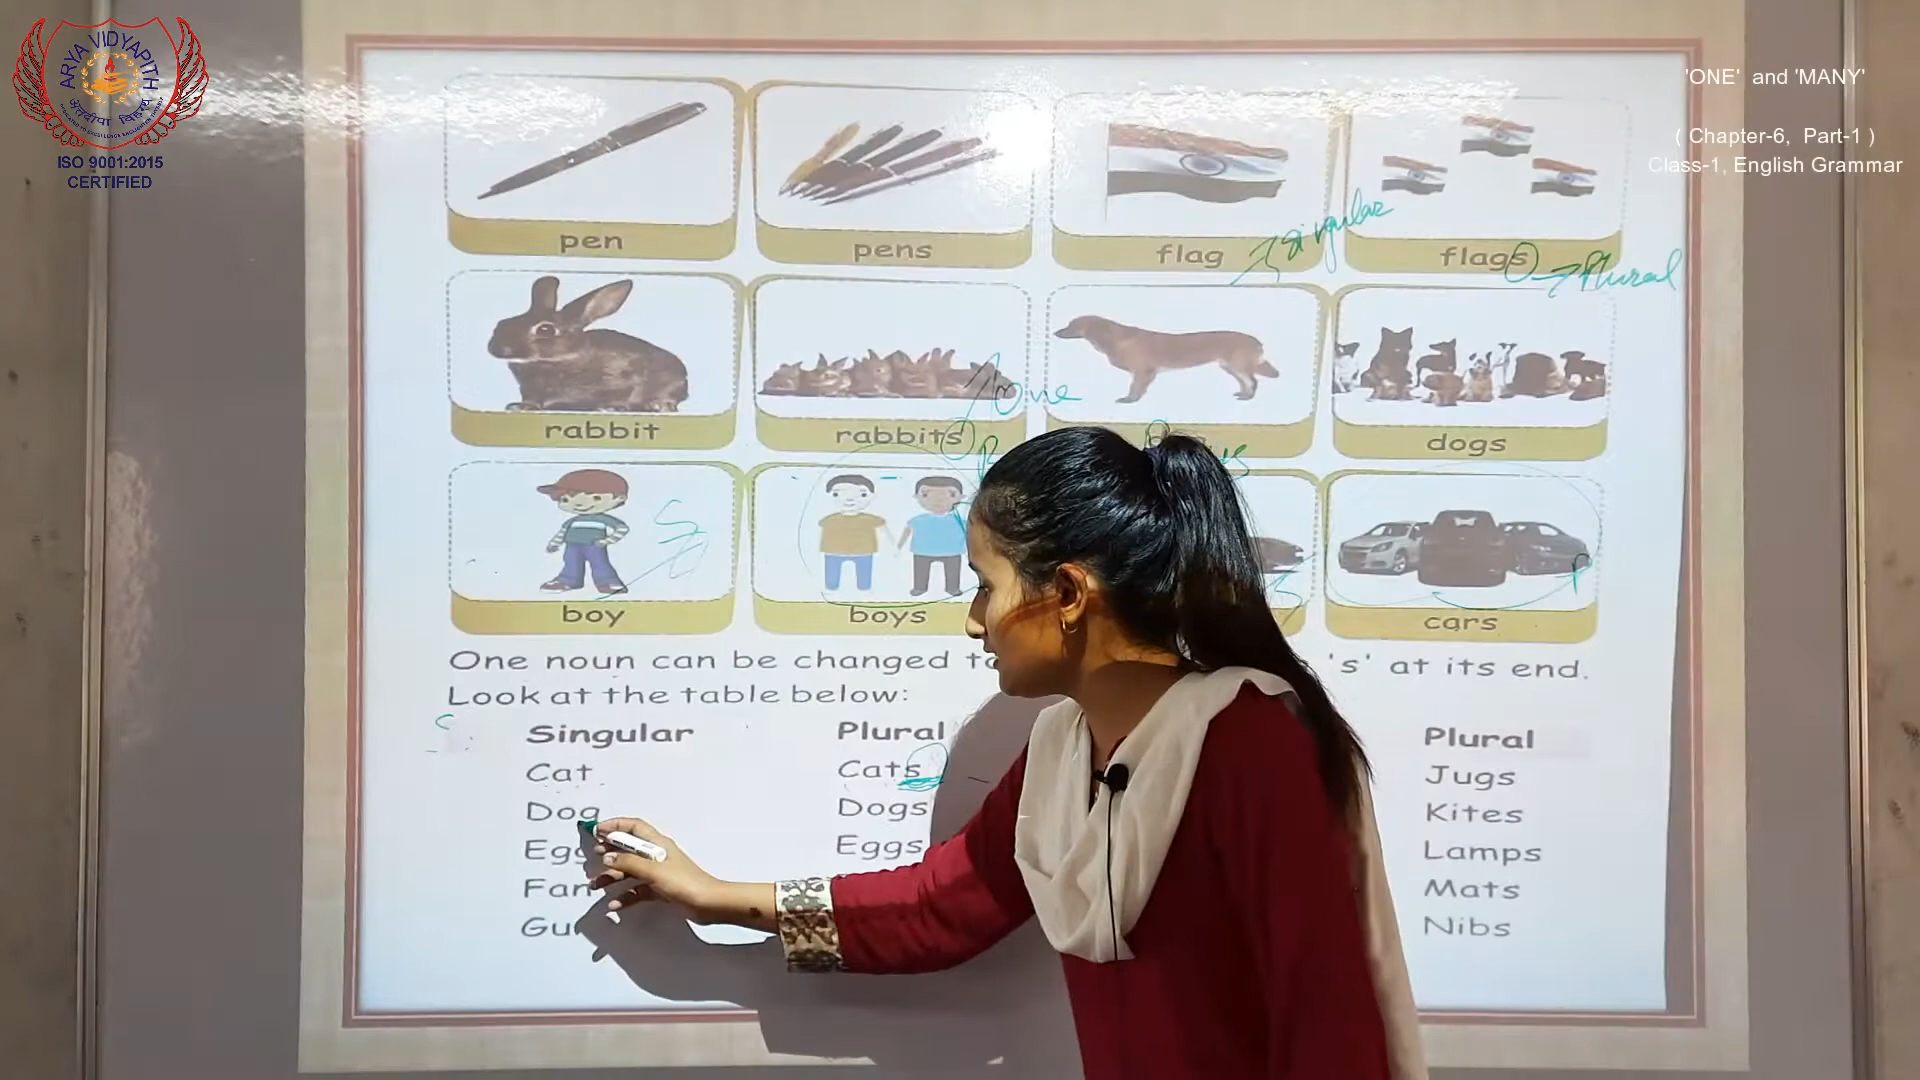 ARYA VIDYAPITH
ISO 9001:2015
CERTIFIED
'ONE' and 'MANY'
( Chapter-6, Part-1 )
Class-1, English Grammar
pen
pens
flag
flags
singular
Plural
rabbit
rabbits
dogs
One
boy
boys
cars
S
P
One noun can be changed to 's' at its end.
Look at the table below:
Singular Plural Plural
Cat Cats Jugs
Dog Dogs Kites
Egg Eggs Lamps
Fan Mats
Nibs